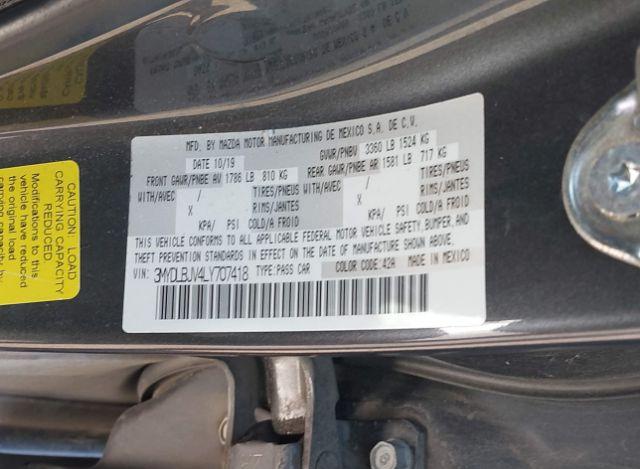 MFD. BY MAZDA MOTOR MANUFACTURING DE MEXICO S.A. DE C.V.
DATE 10/19 GVWR/PNBV 3360 LB 1524 KG
FRONT GAWR/PNBE AV 1786 LB 810 KG REAR GAWR/PNBE AR 1581 LB 717 KG
WITH/AVEC / TIRES/PNEUS WITH/AVEC / TIRES/PNEUS
X RIMS/JANTES X RIMS/JANTES
KPA/ PSI COLD/A FROID KPA/ PSI COLD/A FROID
THIS VEHICLE CONFORMS TO ALL APPLICABLE FEDERAL MOTOR VEHICLE SAFETY, BUMPER, AND
THEFT PREVENTION STANDARDS IN EFFECT ON THE DATE OF MANUFACTURE SHOWN ABOVE.
VIN: 3MYDLBJV4LY707418 TYPE:PASS CAR COLOR CODE:42A MADE IN MEXICO
CAUTION LOAD
CARRYING CAPACITY
REDUCED
Modifications to this
vehicle have reduced
the original load
carrying capacity by